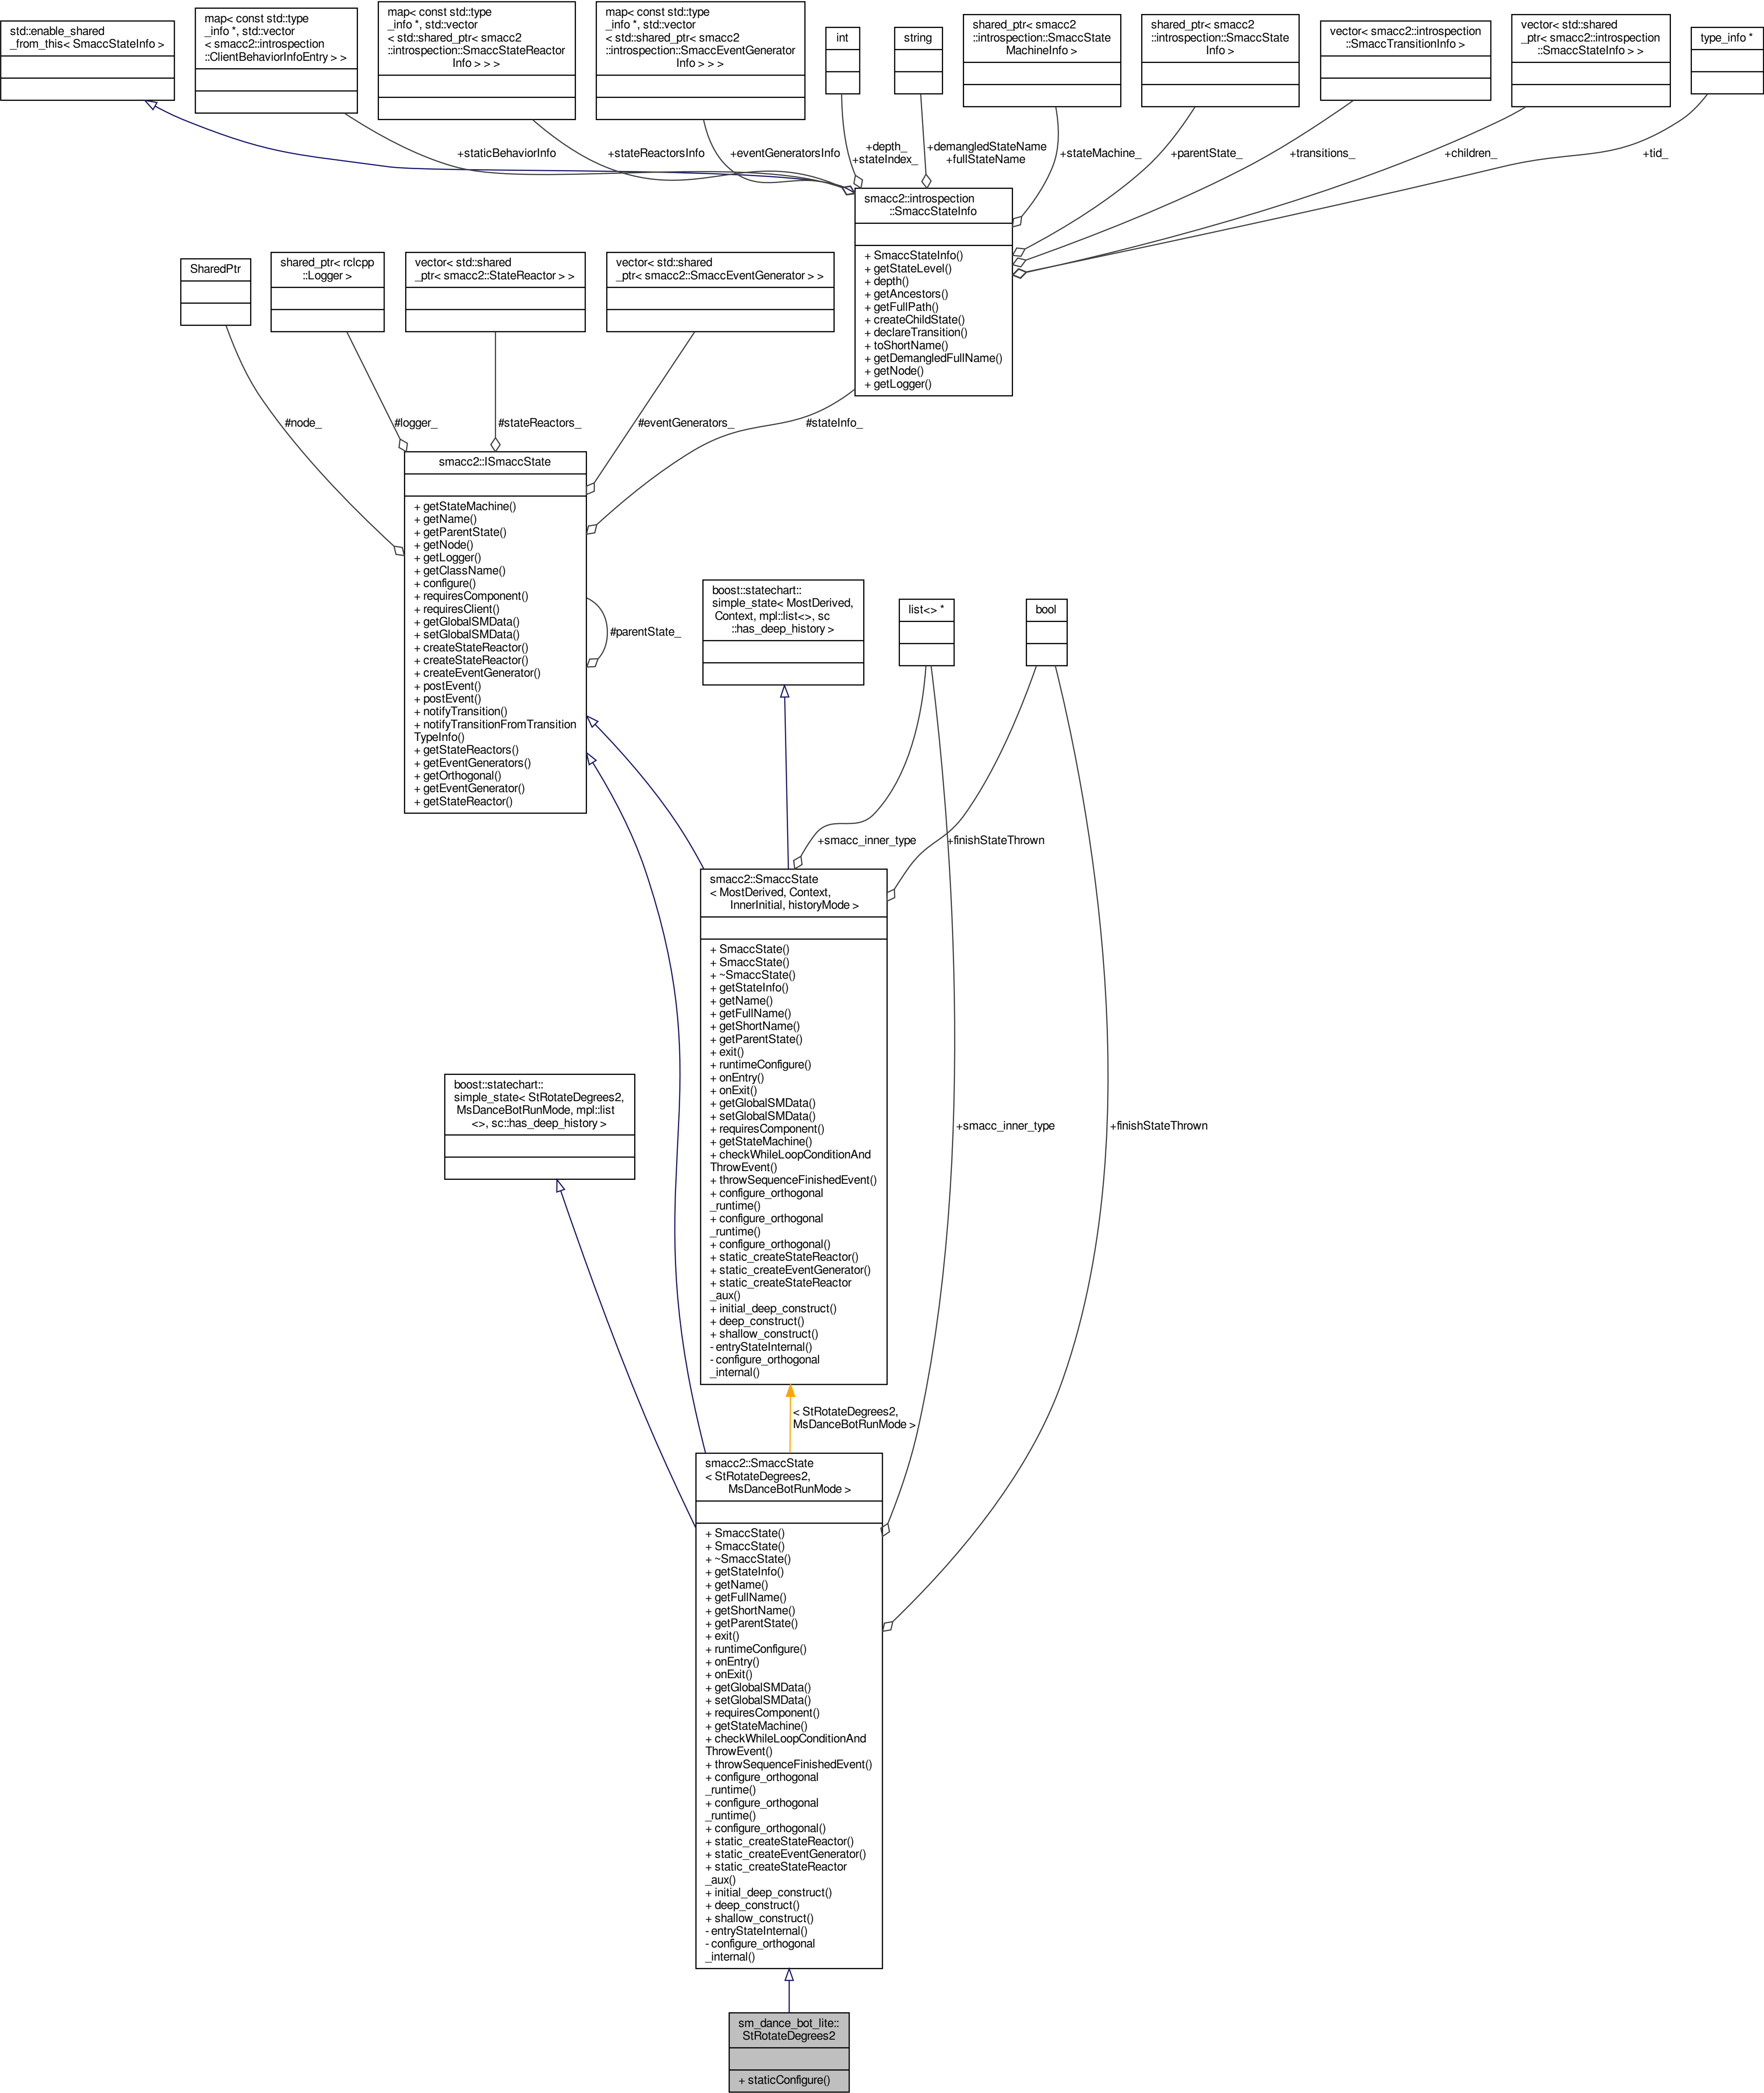 std::enable_shared
_from_this< SmaccStateInfo >
map< const std::type
_info *, std::vector
< smacc2::introspection
::ClientBehaviorInfoEntry > >
map< const std::type
_info *, std::vector
< std::shared_ptr< smacc2
::introspection::SmaccStateReactor
Info > > >
map< const std::type
_info *, std::vector
< std::shared_ptr< smacc2
::introspection::SmaccEventGenerator
Info > > >
int
string
shared_ptr< smacc2
::introspection::SmaccState
MachineInfo >
shared_ptr< smacc2
::introspection::SmaccState
Info >
vector< smacc2::introspection
::SmaccTransitionInfo >
vector< std::shared
_ptr< smacc2::introspection
::SmaccStateInfo > >
type_info *
+staticBehaviorInfo
+stateReactorsInfo
+eventGeneratorsInfo
+depth_
+stateIndex_
+demangledStateName
+fullStateName
+stateMachine_
+parentState_
+transitions_
+children_
+tid_
smacc2::introspection
::SmaccStateInfo
+ SmaccStateInfo()
+ getStateLevel()
+ depth()
+ getAncestors()
+ getFullPath()
+ createChildState()
+ declareTransition()
+ toShortName()
+ getDemangledFullName()
+ getNode()
+ getLogger()
SharedPtr
shared_ptr< rclcpp
::Logger >
vector< std::shared
_ptr< smacc2::StateReactor > >
vector< std::shared
_ptr< smacc2::SmaccEventGenerator > >
#node_
#logger_
#stateReactors_
#eventGenerators_
#stateInfo_
smacc2::ISmaccState
+ getStateMachine()
+ getName()
+ getParentState()
+ getNode()
+ getLogger()
+ getClassName()
+ configure()
+ requiresComponent()
+ requiresClient()
+ getGlobalSMData()
+ setGlobalSMData()
+ createStateReactor()
+ createStateReactor()
+ createEventGenerator()
+ postEvent()
+ postEvent()
+ notifyTransition()
+ notifyTransitionFromTransition
TypeInfo()
+ getStateReactors()
+ getEventGenerators()
+ getOrthogonal()
+ getEventGenerator()
+ getStateReactor()
#parentState_
boost::statechart::
simple_state< MostDerived,
Context, mpl::list<>, sc
::has_deep_history >
list<> *
bool
+smacc_inner_type
+finishStateThrown
smacc2::SmaccState
< MostDerived, Context,
InnerInitial, historyMode >
+ SmaccState()
+ SmaccState()
+ ~SmaccState()
+ getStateInfo()
+ getName()
+ getFullName()
+ getShortName()
+ getParentState()
+ exit()
+ runtimeConfigure()
+ onEntry()
+ onExit()
+ getGlobalSMData()
+ setGlobalSMData()
+ requiresComponent()
+ getStateMachine()
+ checkWhileLoopConditionAnd
ThrowEvent()
+ throwSequenceFinishedEvent()
+ configure_orthogonal
_runtime()
+ configure_orthogonal
_runtime()
+ configure_orthogonal()
+ static_createStateReactor()
+ static_createEventGenerator()
+ static_createStateReactor
_aux()
+ initial_deep_construct()
+ deep_construct()
+ shallow_construct()
- entryStateInternal()
- configure_orthogonal
_internal()
boost::statechart::
simple_state< StRotateDegrees2,
MsDanceBotRunMode, mpl::list
<>, sc::has_deep_history >
+smacc_inner_type
+finishStateThrown
< StRotateDegrees2,
MsDanceBotRunMode >
smacc2::SmaccState
< StRotateDegrees2,
MsDanceBotRunMode >
+ SmaccState()
+ SmaccState()
+ ~SmaccState()
+ getStateInfo()
+ getName()
+ getFullName()
+ getShortName()
+ getParentState()
+ exit()
+ runtimeConfigure()
+ onEntry()
+ onExit()
+ getGlobalSMData()
+ setGlobalSMData()
+ requiresComponent()
+ getStateMachine()
+ checkWhileLoopConditionAnd
ThrowEvent()
+ throwSequenceFinishedEvent()
+ configure_orthogonal
_runtime()
+ configure_orthogonal
_runtime()
+ configure_orthogonal()
+ static_createStateReactor()
+ static_createEventGenerator()
+ static_createStateReactor
_aux()
+ initial_deep_construct()
+ deep_construct()
+ shallow_construct()
- entryStateInternal()
- configure_orthogonal
_internal()
sm_dance_bot_lite::
StRotateDegrees2
+ staticConfigure()